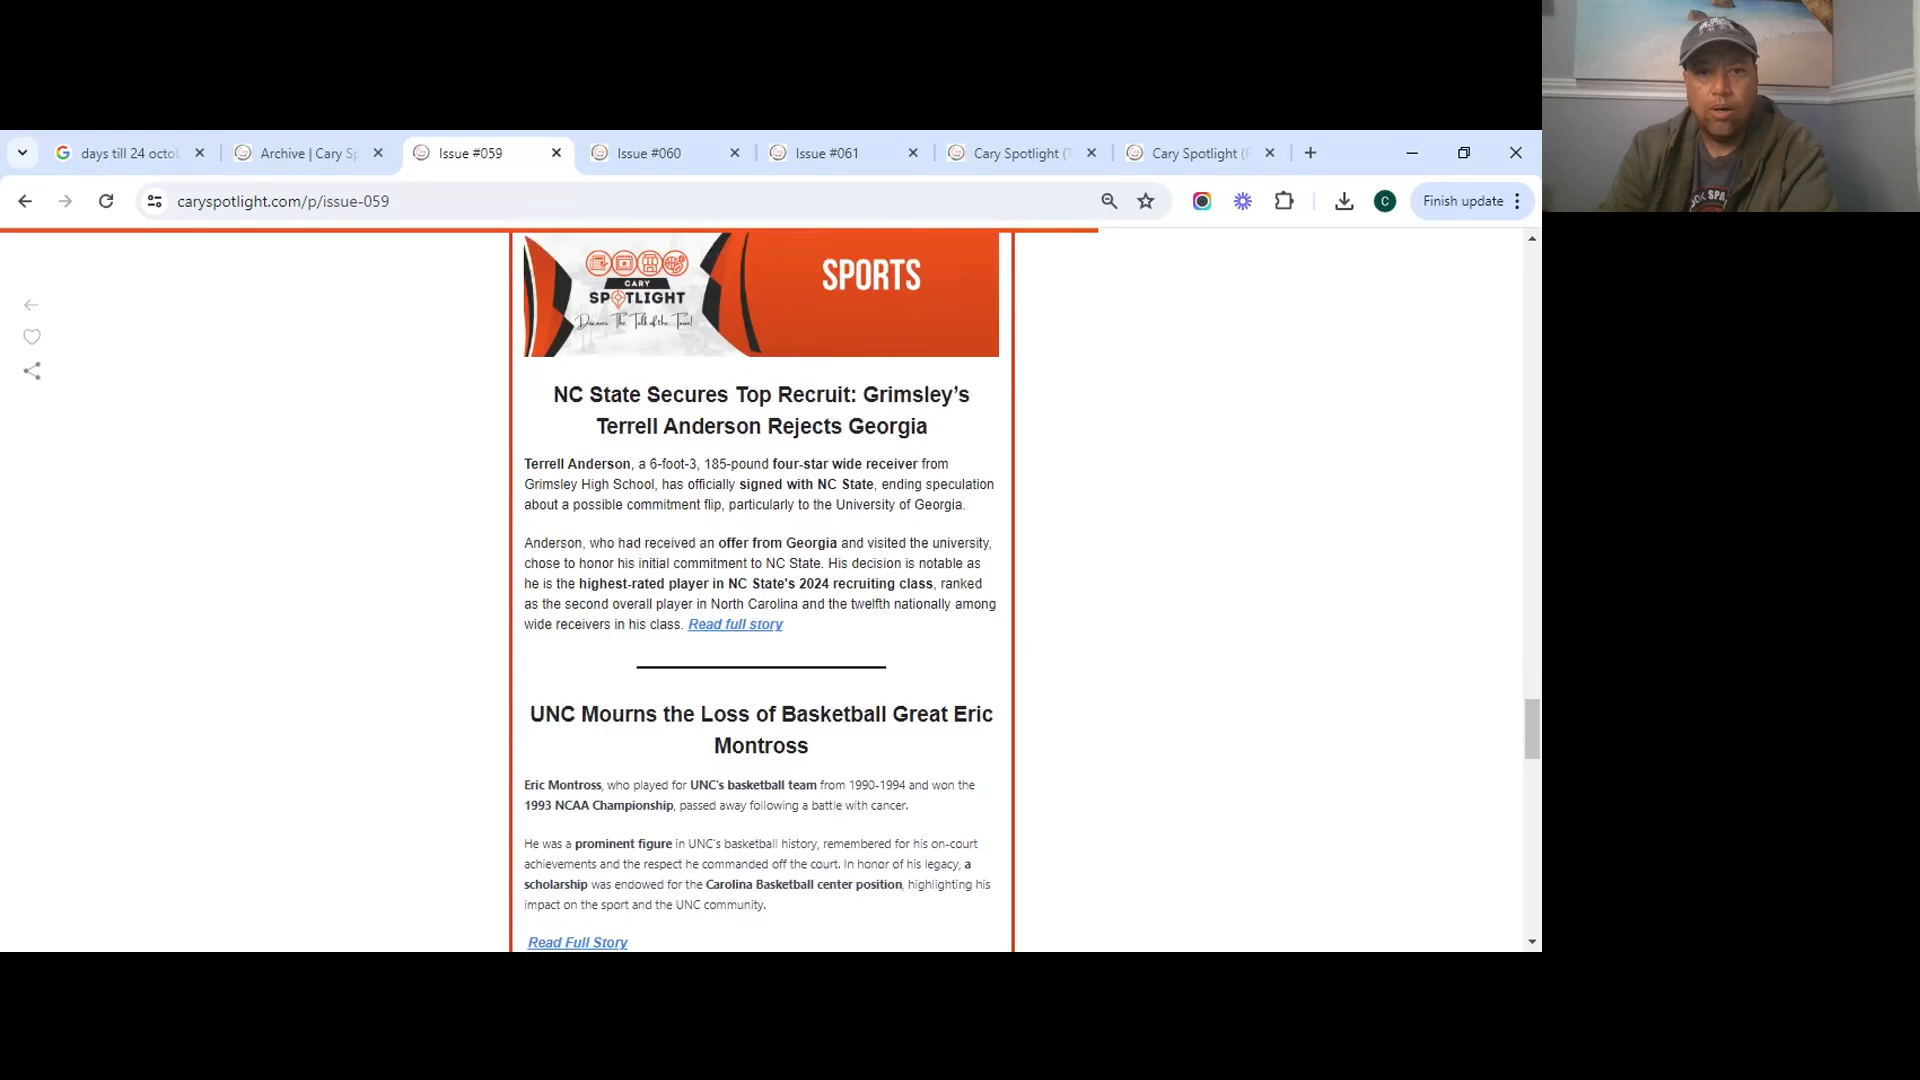 days till 24 octo
Archive | Cary Sp
Issue #059
Issue #060
Issue #061
Cary Spotlight (T
Cary Spotlight (F
caryspotlight.com/p/issue-059
C
Finish update
CARY
SPOTLIGHT
Discover The Talk of the Town!
SPORTS
NC State Secures Top Recruit: Grimsley’s
Terrell Anderson Rejects Georgia
Terrell Anderson, a 6-foot-3, 185-pound four-star wide receiver from
Grimsley High School, has officially signed with NC State, ending speculation
about a possible commitment flip, particularly to the University of Georgia.
Anderson, who had received an offer from Georgia and visited the university,
chose to honor his initial commitment to NC State. His decision is notable as
he is the highest-rated player in NC State's 2024 recruiting class, ranked
as the second overall player in North Carolina and the twelfth nationally among
wide receivers in his class. Read full story
UNC Mourns the Loss of Basketball Great Eric
Montross
Eric Montross, who played for UNC's basketball team from 1990-1994 and won the
1993 NCAA Championship, passed away following a battle with cancer.
He was a prominent figure in UNC's basketball history, remembered for his on-court
achievements and the respect he commanded off the court. In honor of his legacy, a
scholarship was endowed for the Carolina Basketball center position, highlighting his
impact on the sport and the UNC community.
Read Full Story